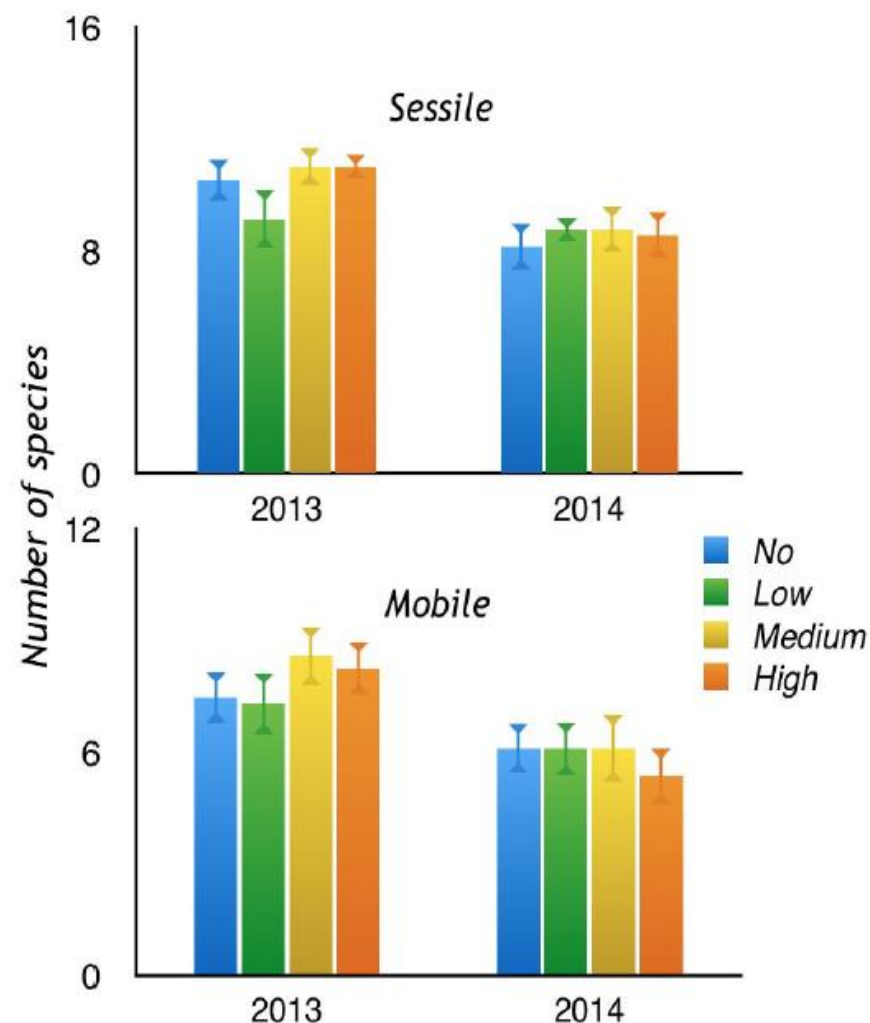 16
Sessile
8
0
2013 2014
Number of species
12
Mobile
No
Low
Medium
High
6
0
2013 2014